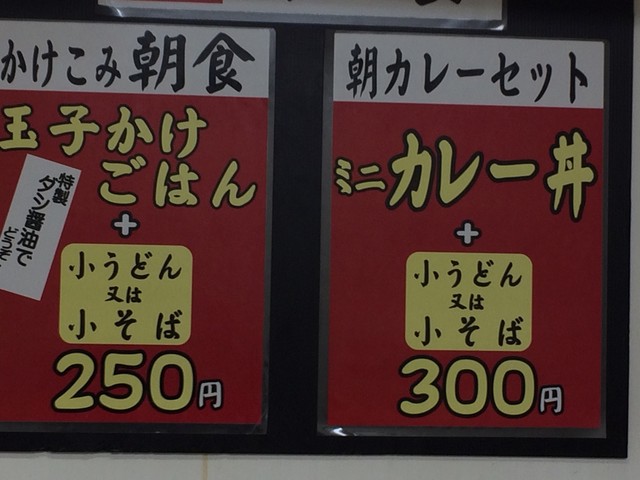 かけこみ朝食
玉子かけ
ごはん
特製
ダシ醤油で
どうぞ!
+
小うどん
又は
小そば
250円
朝カレーセット
ミニカレー丼
+
小うどん
又は
小そば
300円